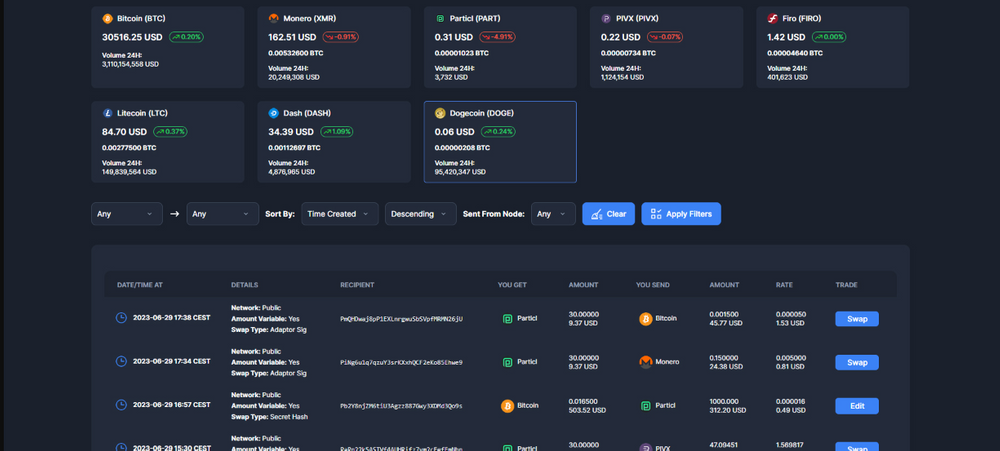 Bitcoin (BTC) Monero (XMR) Particl (PART) PIVX (PIVX) Firo (FIRO)
30516.25 USD 0.20% 162.51 USD -0.91% 0.31 USD -4.91% 0.22 USD -0.07% 1.42 USD 0.00%
0.00532600 BTC 0.00001023 BTC 0.00000734 BTC 0.00004640 BTC
Volume 24H: Volume 24H: Volume 24H: Volume 24H: Volume 24H:
3,110,154,558 USD 20,249,308 USD 3,732 USD 1,124,154 USD 401,623 USD
Litecoin (LTC) Dash (DASH) Dogecoin (DOGE)
84.70 USD 0.37% 34.39 USD 1.09% 0.06 USD 0.24%
0.00277500 BTC 0.00112697 BTC 0.00000208 BTC
Volume 24H: Volume 24H: Volume 24H:
149,839,564 USD 4,876,965 USD 95,420,347 USD
Any Any Sort By: Time Created Descending Sent From Node: Any Clear Apply Filters
DATE/TIME AT DETAILS RECIPIENT YOU GET AMOUNT YOU SEND AMOUNT RATE TRADE
2023-06-29 17:38 CEST
Network: Public
Amount Variable: Yes
Swap Type: Adaptor Sig
Particl
30.00000
9.37 USD
Bitcoin
0.001500
45.77 USD
0.000050
1.53 USD
Swap
2023-06-29 17:34 CEST
Network: Public
Amount Variable: Yes
Swap Type: Adaptor Sig
Particl
30.00000
9.37 USD
Monero
0.150000
24.38 USD
0.005000
0.81 USD
Swap
2023-06-29 16:57 CEST
Network: Public
Amount Variable: Yes
Swap Type: Secret Hash
Bitcoin
0.016500
503.52 USD
Particl
1000.000
312.20 USD
0.000016
0.49 USD
Edit
2023-06-29 15:30 CEST
Network: Public
Amount Variable: Yes
Particl
30.00000
PIVX
47.09451
1.569817
Swap